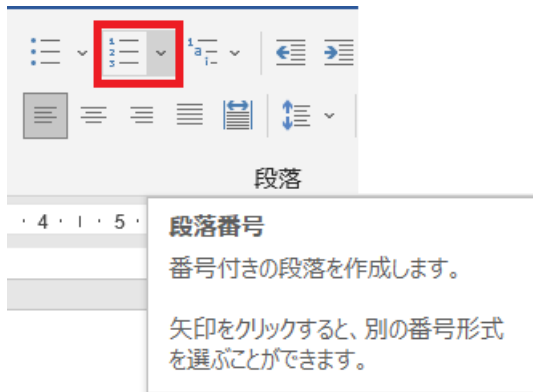 段落
· 4 · | · 5 ·
段落番号
番号付きの段落を作成します。
矢印をクリックすると、別の番号形式
を選ぶことができます。